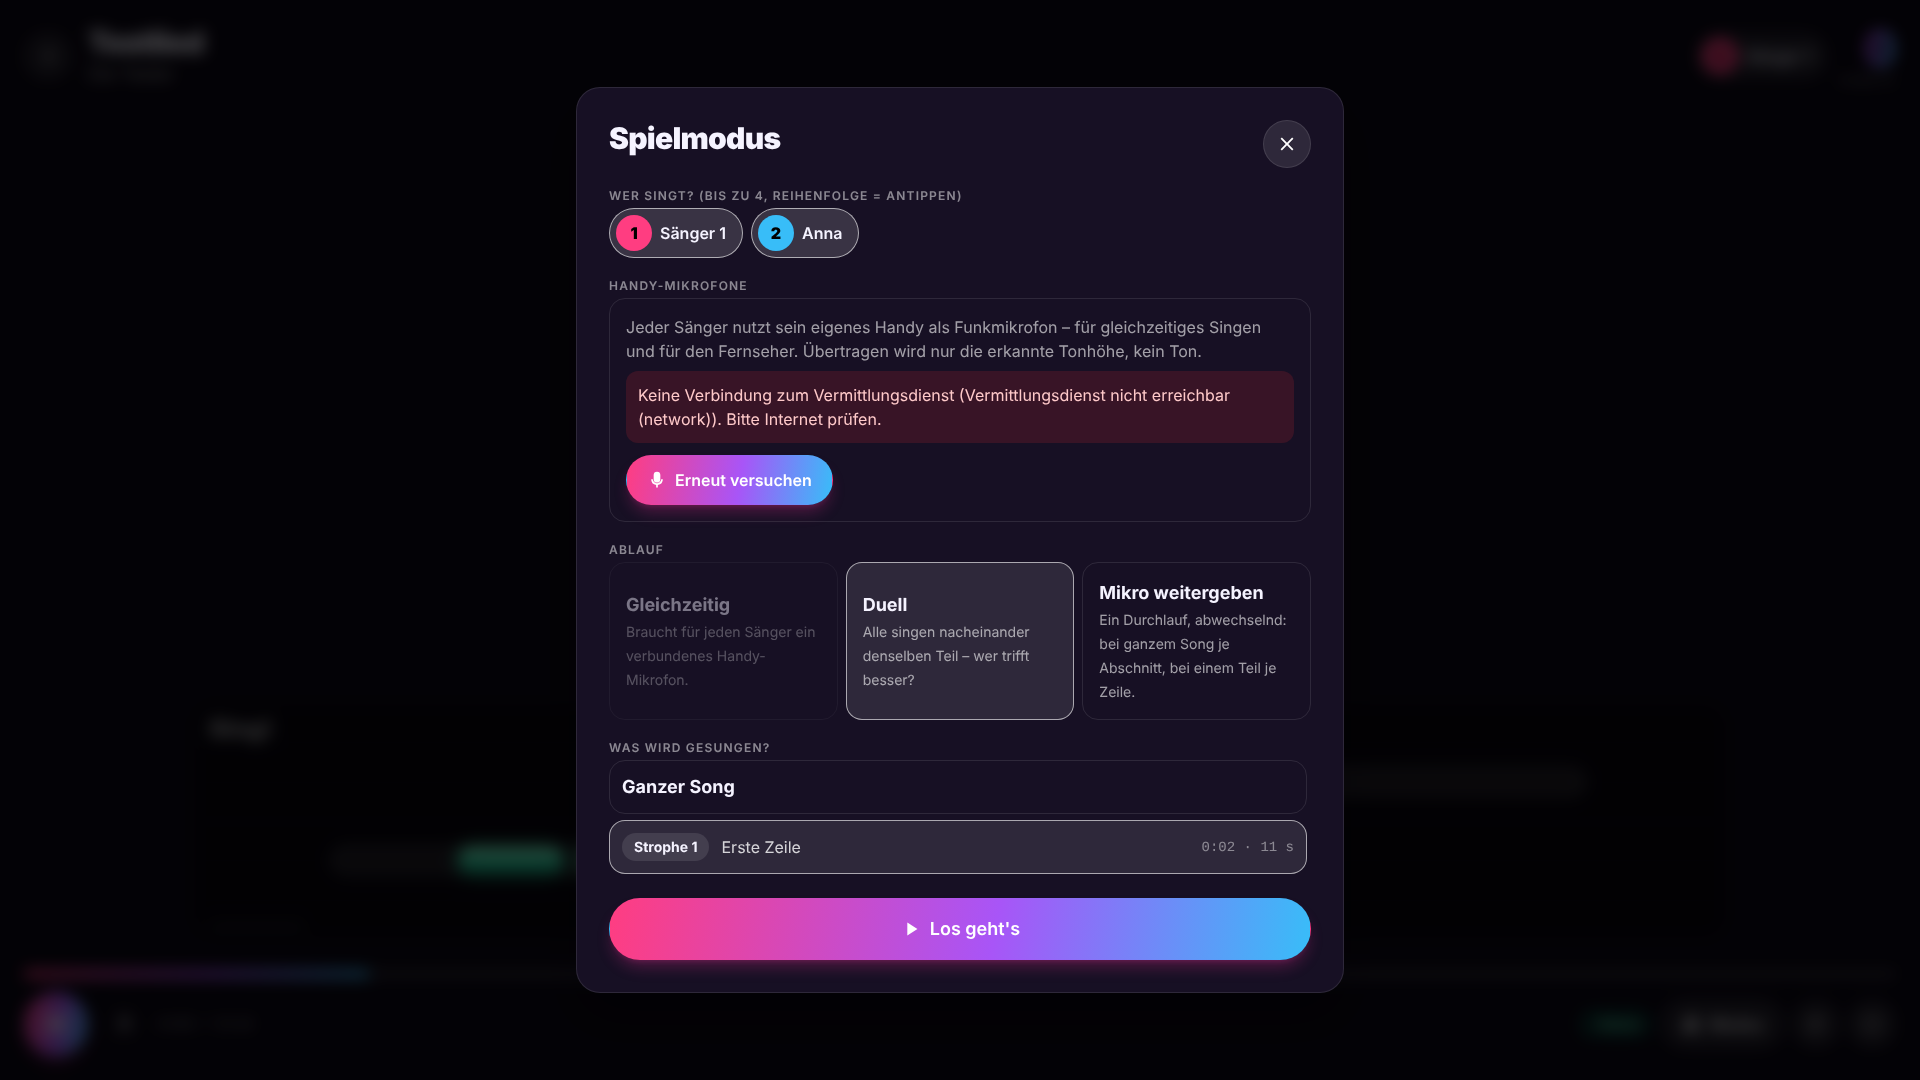 Spielmodus
WER SINGT? (BIS ZU 4, REIHENFOLGE = ANTIPPEN)
1 Sänger 1 2 Anna
HANDY-MIKROFONE
Jeder Sänger nutzt sein eigenes Handy als Funkmikrofon – für gleichzeitiges Singen
und für den Fernseher. Übertragen wird nur die erkannte Tonhöhe, kein Ton.
Keine Verbindung zum Vermittlungsdienst (Vermittlungsdienst nicht erreichbar
(network)). Bitte Internet prüfen.
Erneut versuchen
ABLAUF
Gleichzeitig
Braucht für jeden Sänger ein
verbundenes Handy-
Mikrofon.
Duell
Alle singen nacheinander
denselben Teil – wer trifft
besser?
Mikro weitergeben
Ein Durchlauf, abwechselnd:
bei ganzem Song je
Abschnitt, bei einem Teil je
Zeile.
WAS WIRD GESUNGEN?
Ganzer Song
Strophe 1 Erste Zeile 0:02 · 11 s
Los geht's